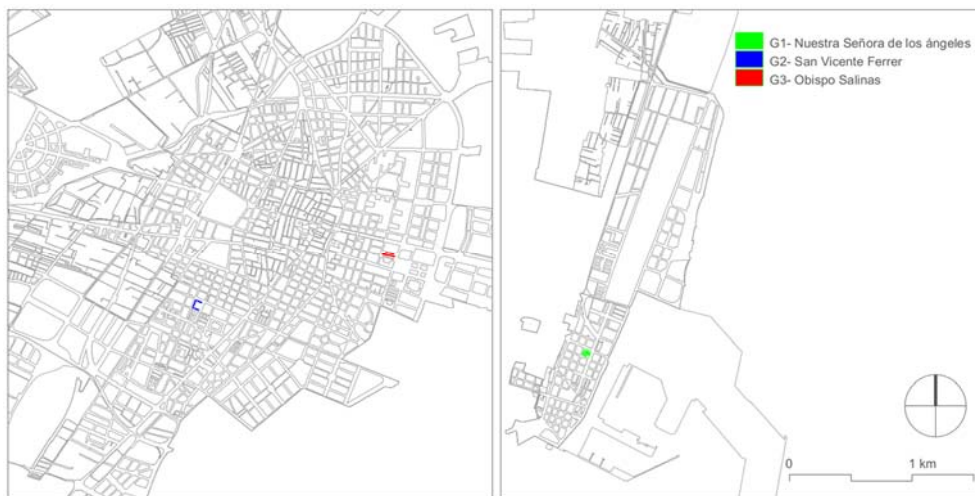 G1- Nuestra Señora de los ángeles
G2- San Vicente Ferrer
G3- Obispo Salinas
0 1 km